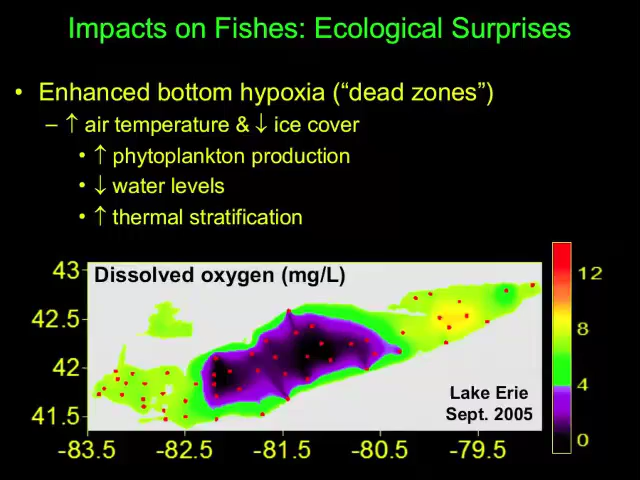 Impacts on Fishes: Ecological Surprises
• Enhanced bottom hypoxia (“dead zones”)
– ↑ air temperature & ↓ ice cover
• ↑ phytoplankton production
• ↓ water levels
• ↑ thermal stratification
Dissolved oxygen (mg/L)
43
42.5
42
41.5
-83.5 -82.5 -81.5 -80.5 -79.5
Lake Erie
Sept. 2005
12
8
4
0